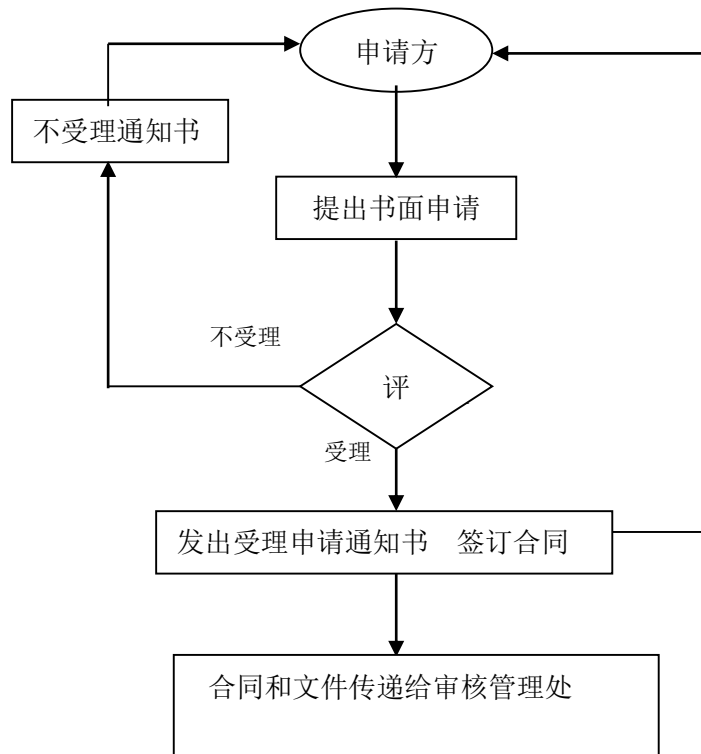 申请方
不受理通知书
提出书面申请
不受理
评
受理
发出受理申请通知书　签订合同
合同和文件传递给审核管理处